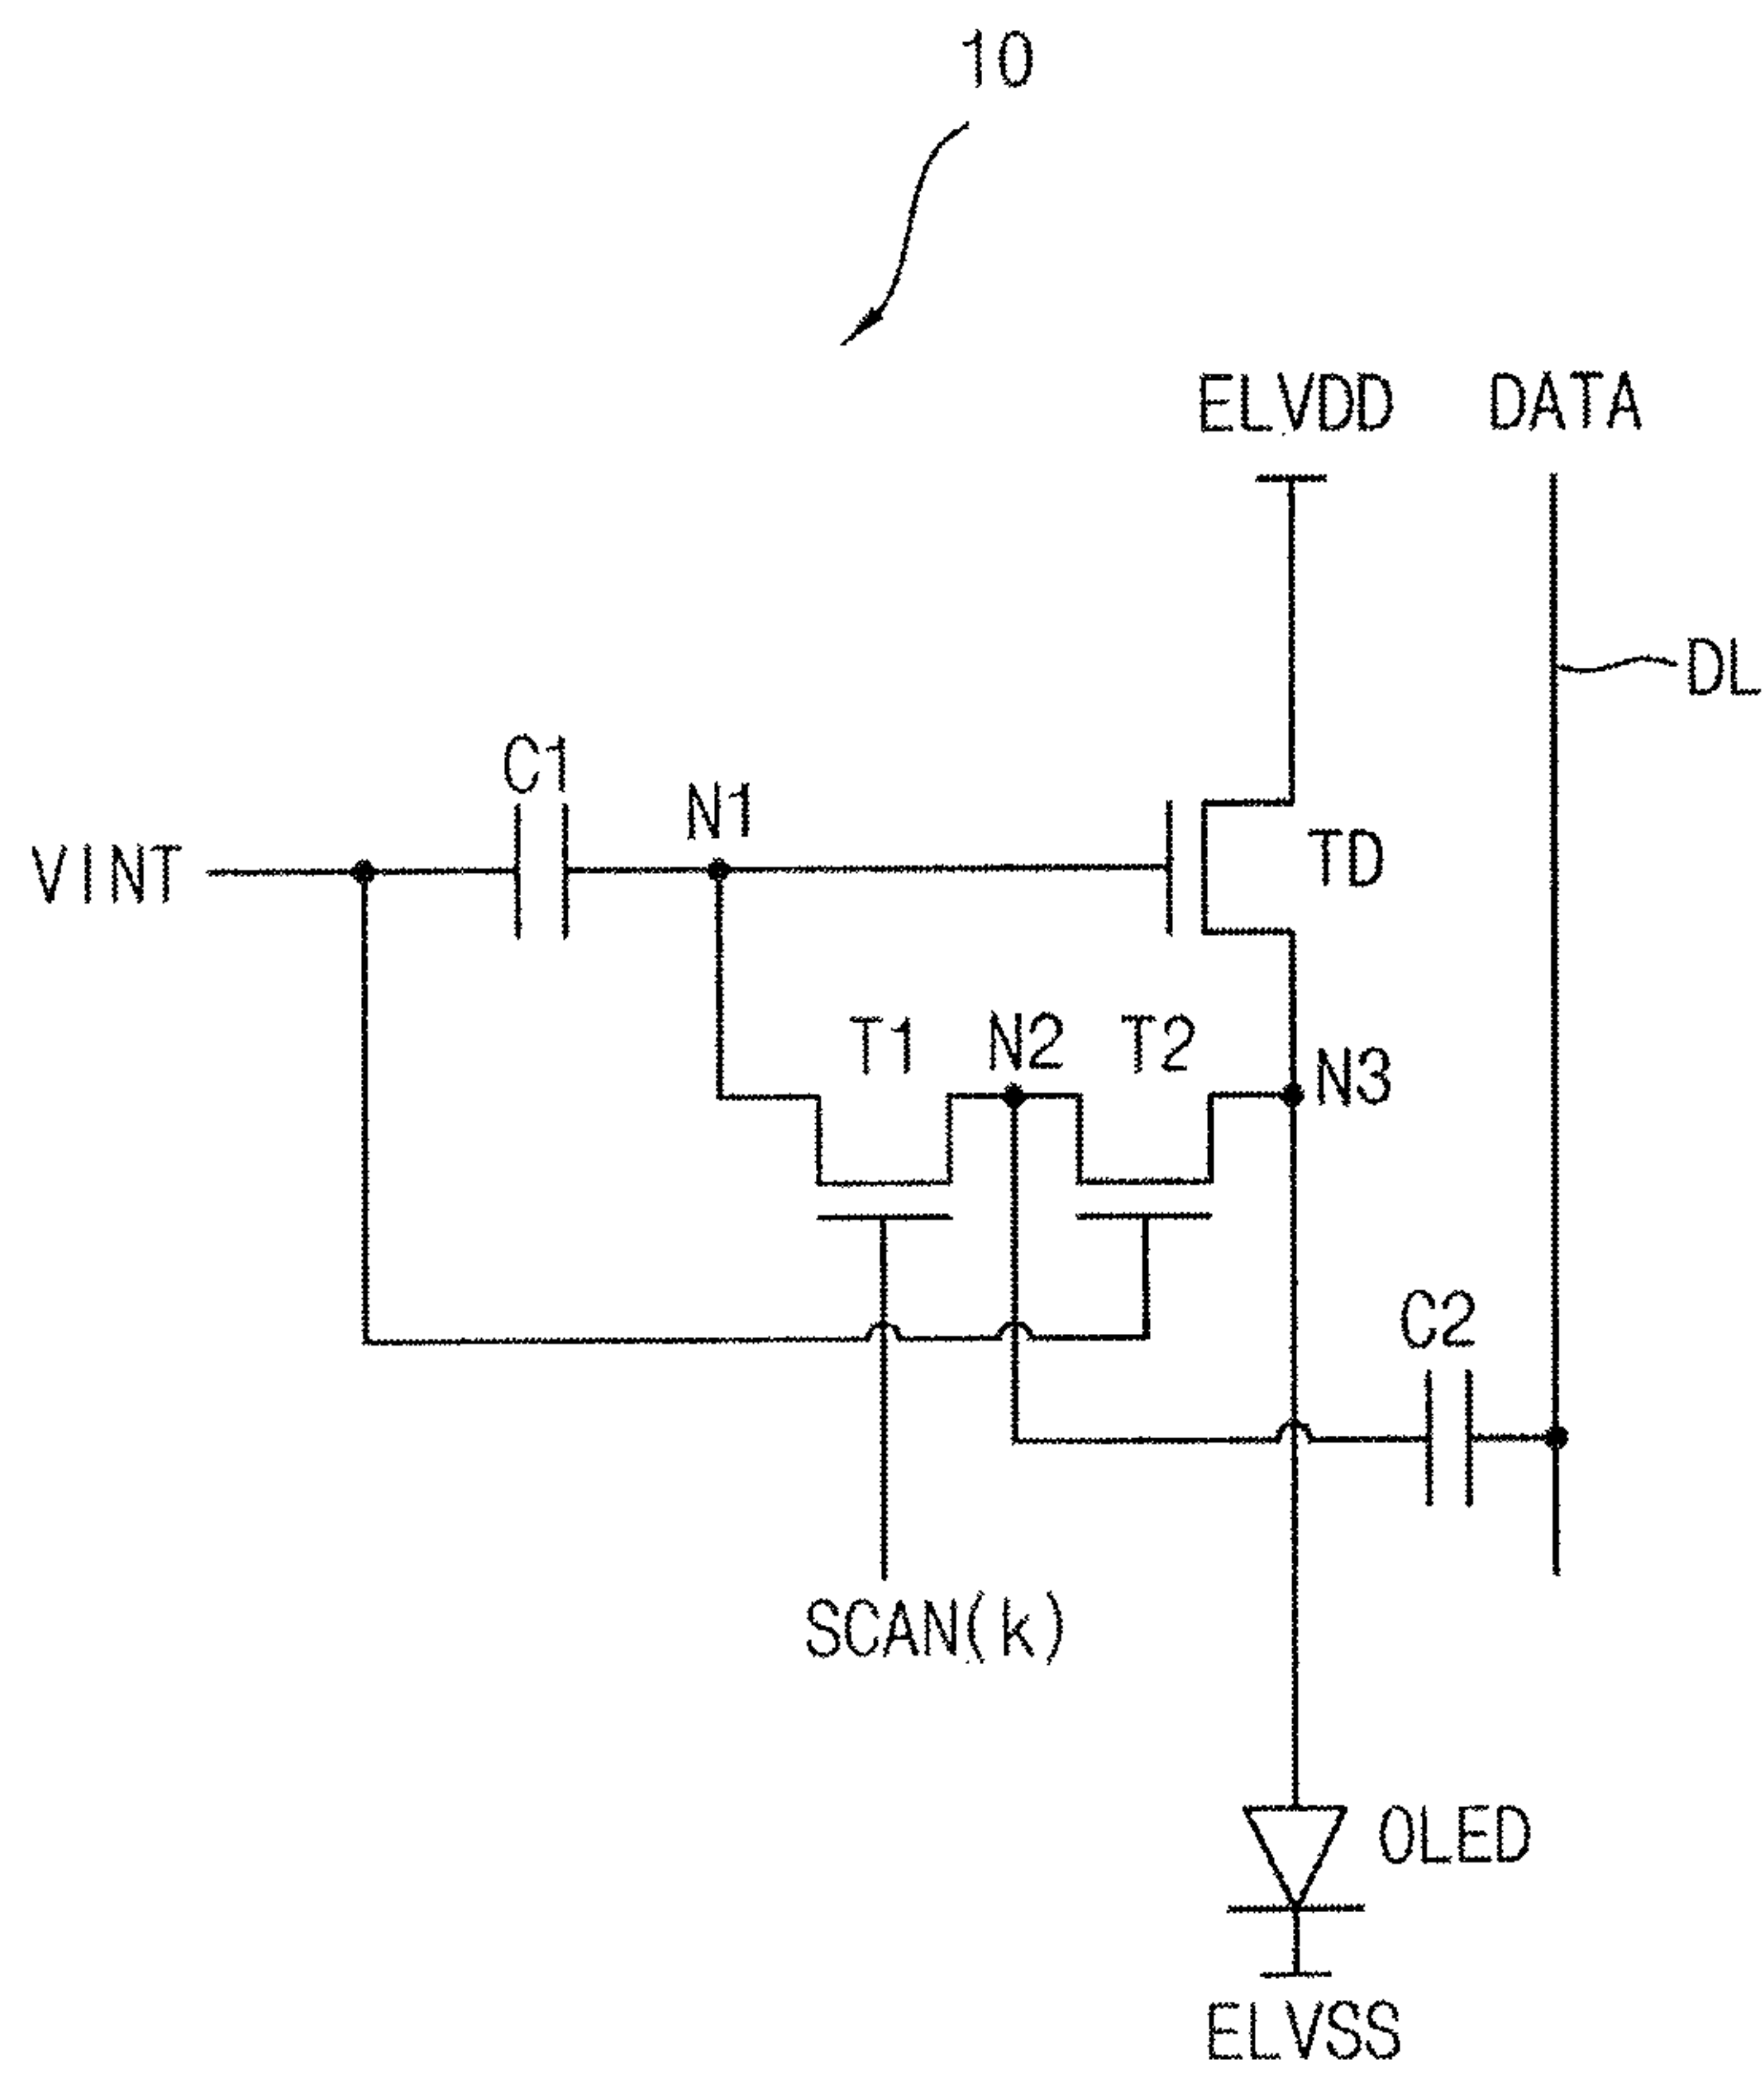 10
ELVDD
DATA
DL
C1
N1
VINT
TD
T1
N2
T2
N3
C2
SCAN(k)
OLED
ELVSS